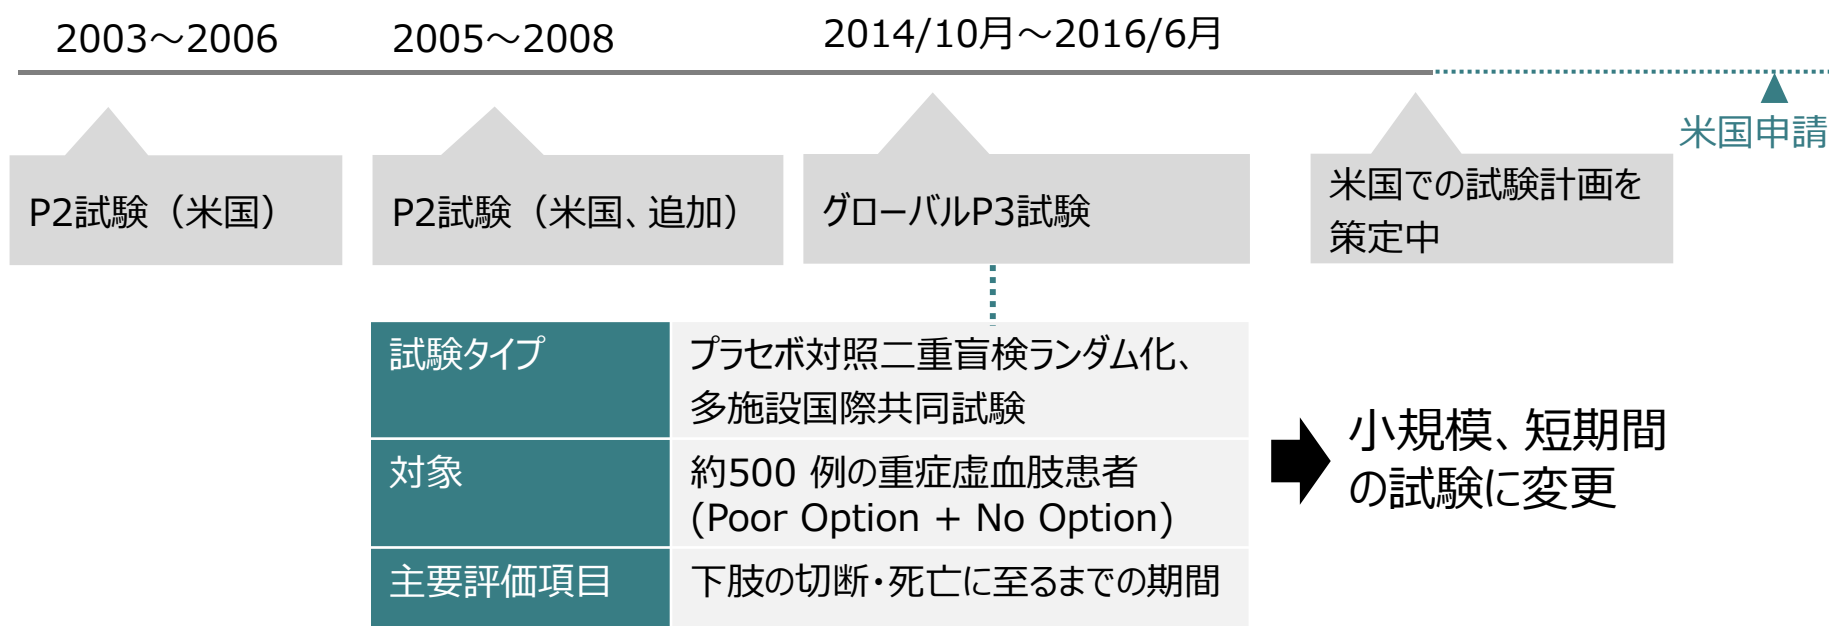 2003～2006
2005～2008
2014/10月～2016/6月
米国申請
P2試験（米国）
P2試験（米国、追加）
グローバルP3試験
米国での試験計画を
策定中
試験タイプ
プラセボ対照二重盲検ランダム化、
多施設国際共同試験
対象
約500 例の重症虚血肢患者
(Poor Option + No Option)
主要評価項目
下肢の切断・死亡に至るまでの期間
小規模、短期間
の試験に変更